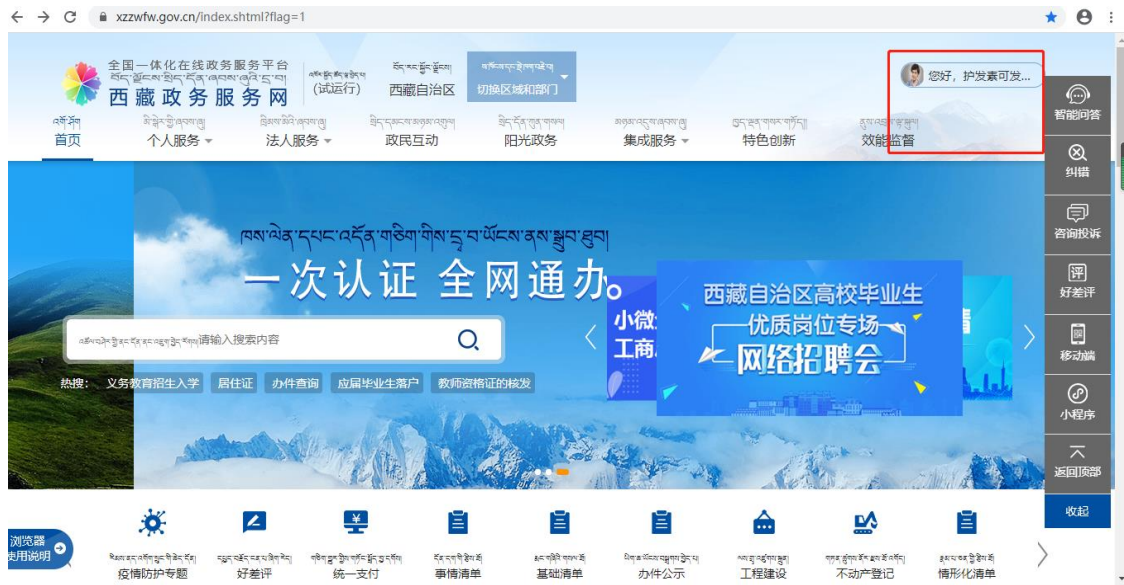 xzzwfw.gov.cn/index.shtml?flag=1
全国一体化在线政务服务平台
བོད་ལྗོངས་སྲིད་དོན་ཞབས་ཞུའི་དྲ་བ།
西藏政务服务网
(试运行)
བོད་རང་སྐྱོང་ལྗོངས།
西藏自治区
切换区域和部门
您好，护发素可发...
首页
个人服务
法人服务
政民互动
阳光政务
集成服务
特色创新
效能监督
智能问答
纠错
咨询投诉
评
好差评
移动端
小程序
返回顶部
收起
ཁས་ལེན་དཔང་འདོན་གཅིག་གིས་དྲ་བ་ཡོངས་ནས་སྒྲུབ་ཐུབ།
一次认证 全网通办。
请输入搜索内容
热搜：
义务教育招生入学
居住证
办件查询
应届毕业生落户
教师资格证的核发
小微
工商
西藏自治区高校毕业生
优质岗位专场
网络招聘会
浏览器
使用说明
疫情防护专题
好差评
统一支付
事情清单
基础清单
办件公示
工程建设
不动产登记
情形化清单